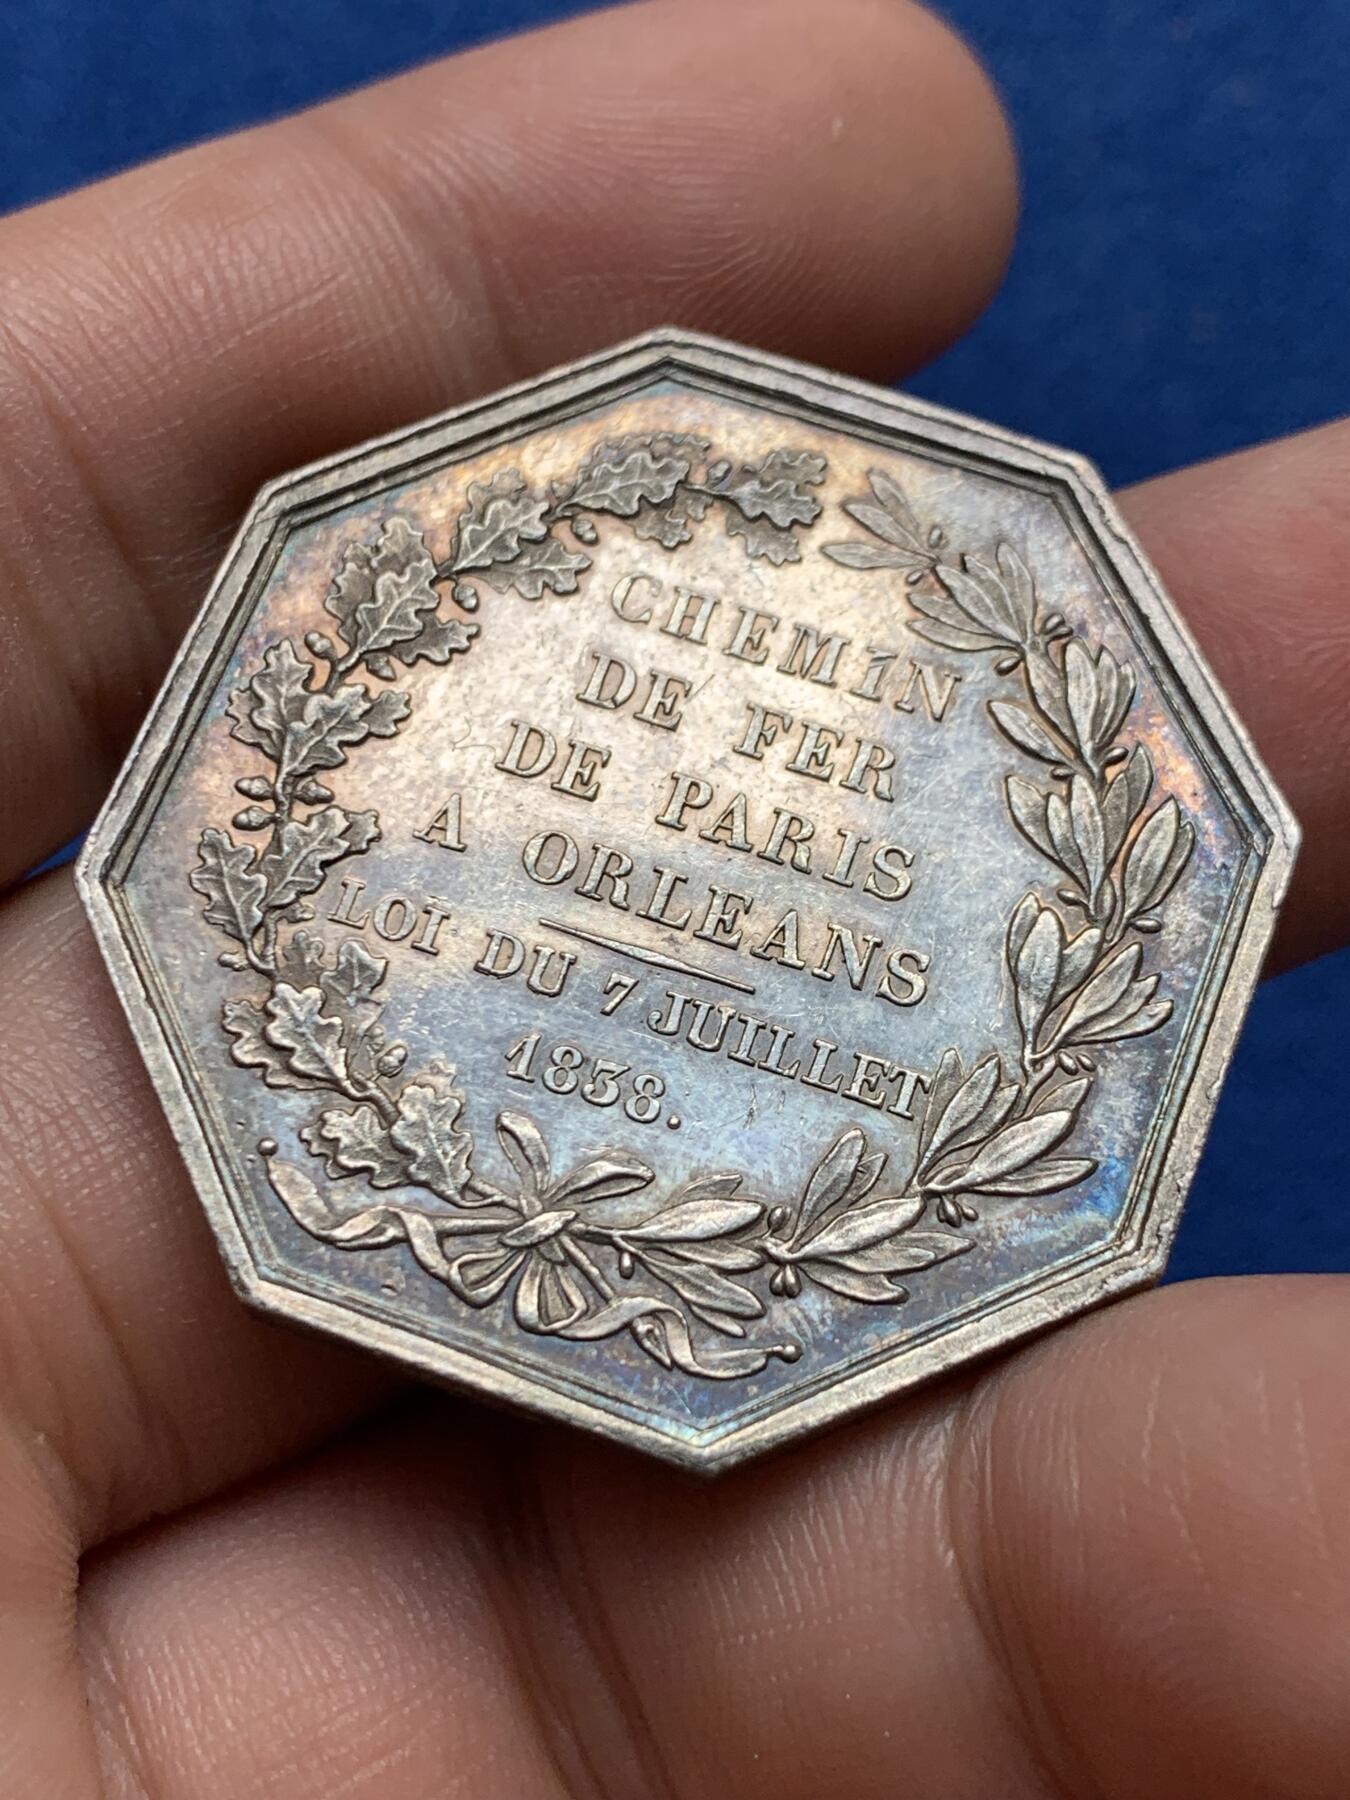 CHEMIN
DE FER
DE PARIS
A ORLEANS
LOI DU 7 JUILLET
1838.